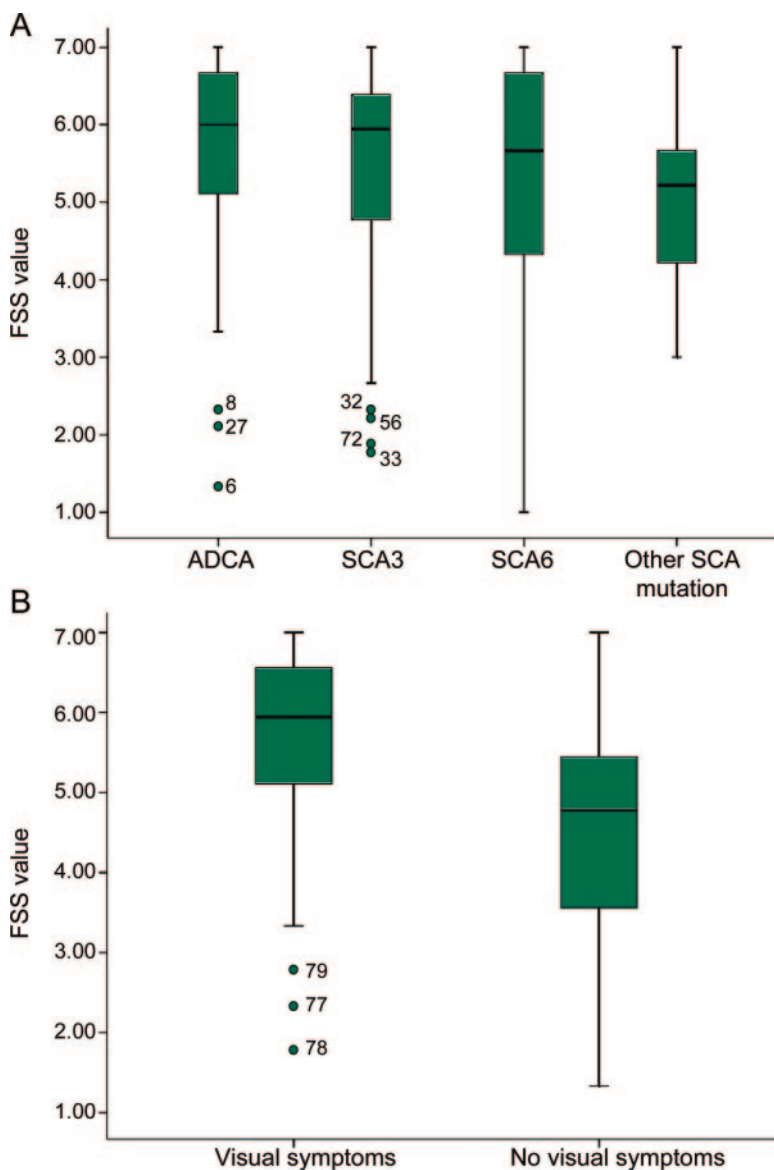 A
7.00
6.00
5.00
4.00
3.00
2.00
1.00
FSS value
8
27
6
32
56
72
33
ADCA
SCA3
SCA6
Other SCA
mutation
B
7.00
6.00
5.00
4.00
3.00
2.00
1.00
FSS value
79
77
78
Visual symptoms
No visual symptoms